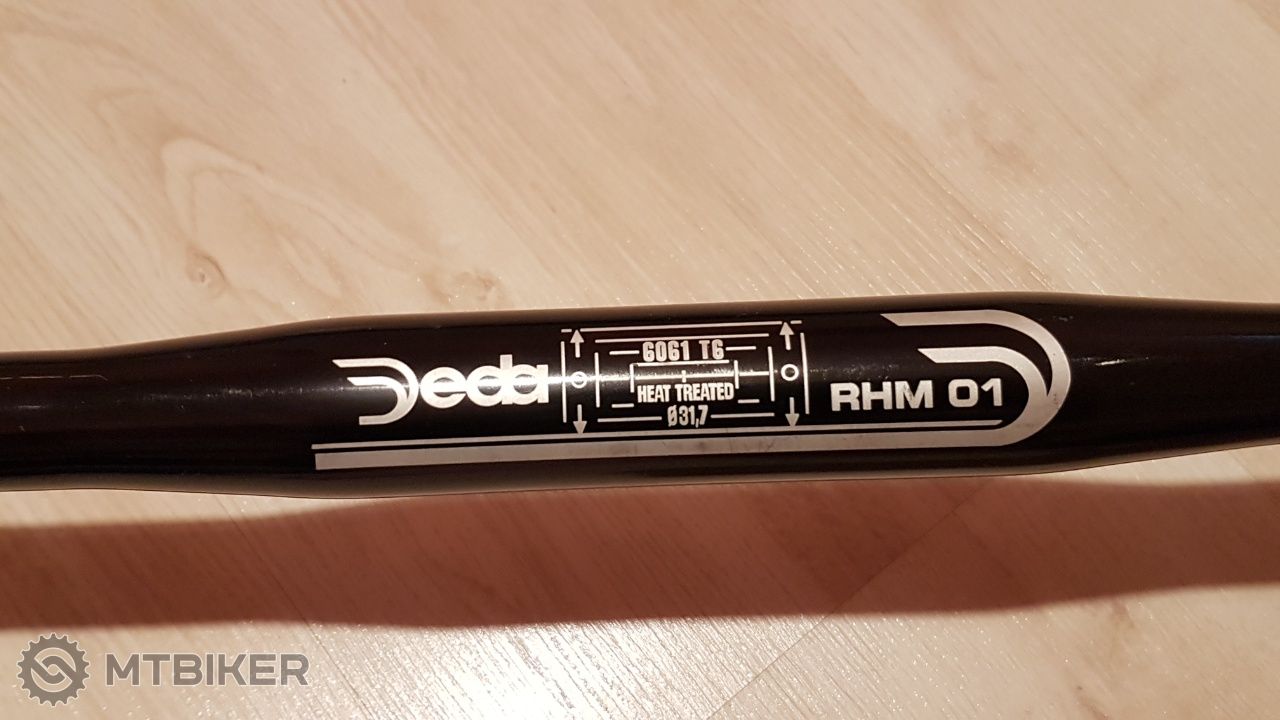 Deda
6061 T6
HEAT TREATED
Ø31,7
RHM 01
MTBIKER